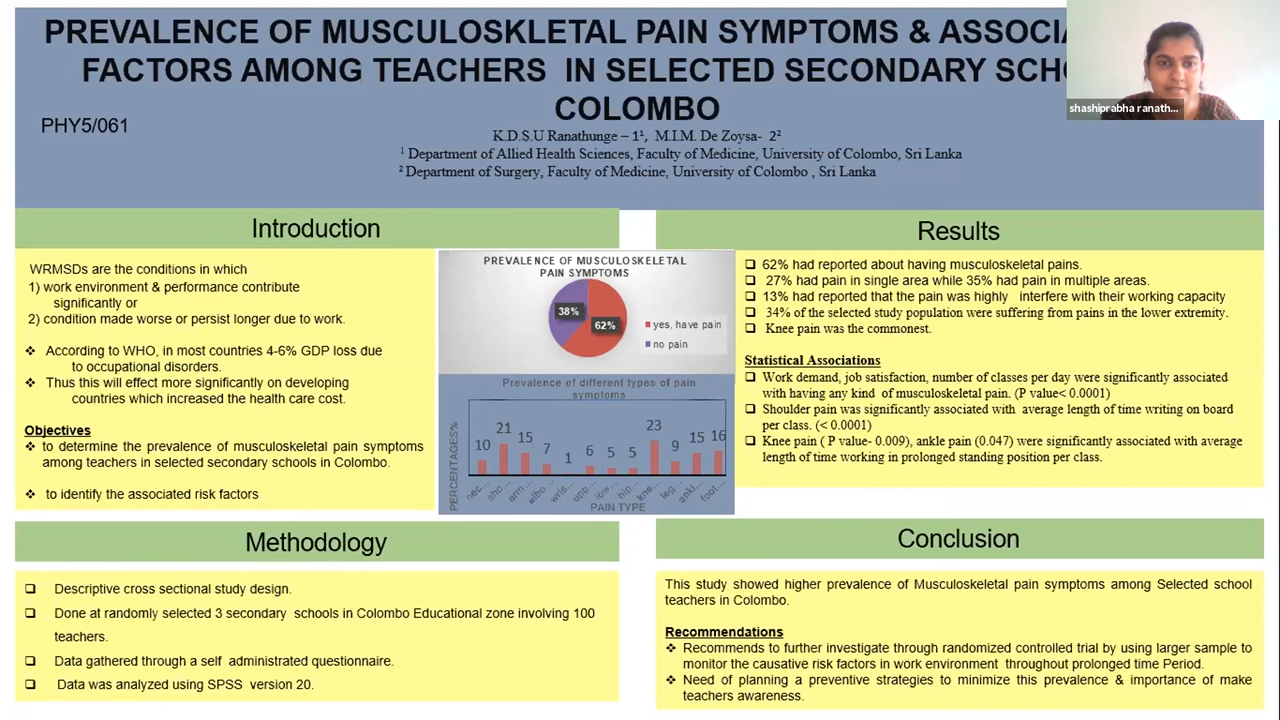 PREVALENCE OF MUSCULOSKLETAL PAIN SYMPTOMS & ASSOCIA
FACTORS AMONG TEACHERS IN SELECTED SECONDARY SCH
COLOMBO
shashiprabha ranath...
PHY5/061
K.D.S.U Ranathunge – 1¹, M.I.M. De Zoysa- 2²
¹ Department of Allied Health Sciences, Faculty of Medicine, University of Colombo, Sri Lanka
² Department of Surgery, Faculty of Medicine, University of Colombo , Sri Lanka
Introduction
WRMSDs are the conditions in which
1) work environment & performance contribute
significantly or
2) condition made worse or persist longer due to work.
❖ According to WHO, in most countries 4-6% GDP loss due
to occupational disorders.
❖ Thus this will effect more significantly on developing
countries which increased the health care cost.
Objectives
❖ to determine the prevalence of musculoskeletal pain symptoms
among teachers in selected secondary schools in Colombo.
❖ to identify the associated risk factors
PREVALENCE OF MUSCULOSKELETAL
PAIN SYMPTOMS
38%
62%
yes, have pain
no pain
Prevalence of different types of pain
symptoms
PERCENTAGES%
10 21 15 7 1 6 5 5 23 9 15 16
nec... sho... arm... elbo... wris... upp... low... hip... kne... leg... ankl... foot...
PAIN TYPE
Results
❑ 62% had reported about having musculoskeletal pains.
❑ 27% had pain in single area while 35% had pain in multiple areas.
❑ 13% had reported that the pain was highly interfere with their working capacity
❑ 34% of the selected study population were suffering from pains in the lower extremity.
❑ Knee pain was the commonest.
Statistical Associations
❑ Work demand, job satisfaction, number of classes per day were significantly associated
with having any kind of musculoskeletal pain. (P value< 0.0001)
❑ Shoulder pain was significantly associated with average length of time writing on board
per class. (< 0.0001)
❑ Knee pain ( P value- 0.009), ankle pain (0.047) were significantly associated with average
length of time working in prolonged standing position per class.
Methodology
❑ Descriptive cross sectional study design.
❑ Done at randomly selected 3 secondary schools in Colombo Educational zone involving 100
teachers.
❑ Data gathered through a self administrated questionnaire.
❑ Data was analyzed using SPSS version 20.
Conclusion
This study showed higher prevalence of Musculoskeletal pain symptoms among Selected school
teachers in Colombo.
Recommendations
❖ Recommends to further investigate through randomized controlled trial by using larger sample to
monitor the causative risk factors in work environment throughout prolonged time Period.
❖ Need of planning a preventive strategies to minimize this prevalence & importance of make
teachers awareness.